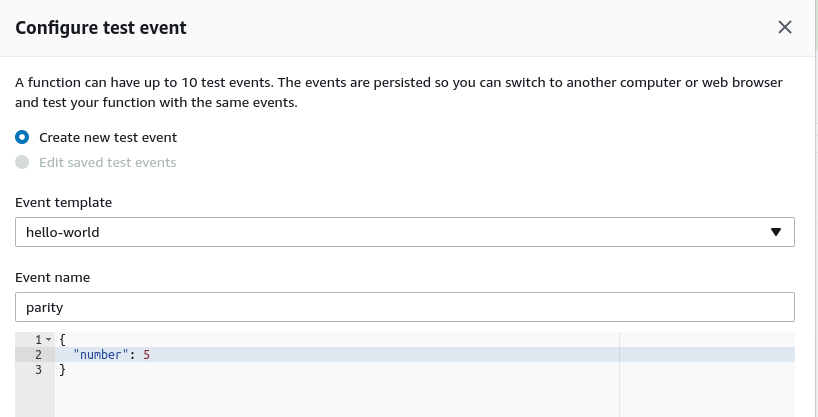 Configure test event
A function can have up to 10 test events. The events are persisted so you can switch to another computer or web browser
and test your function with the same events.
Create new test event
Edit saved test events
Event template
hello-world
Event name
parity
1 {
2 "number": 5
3 }